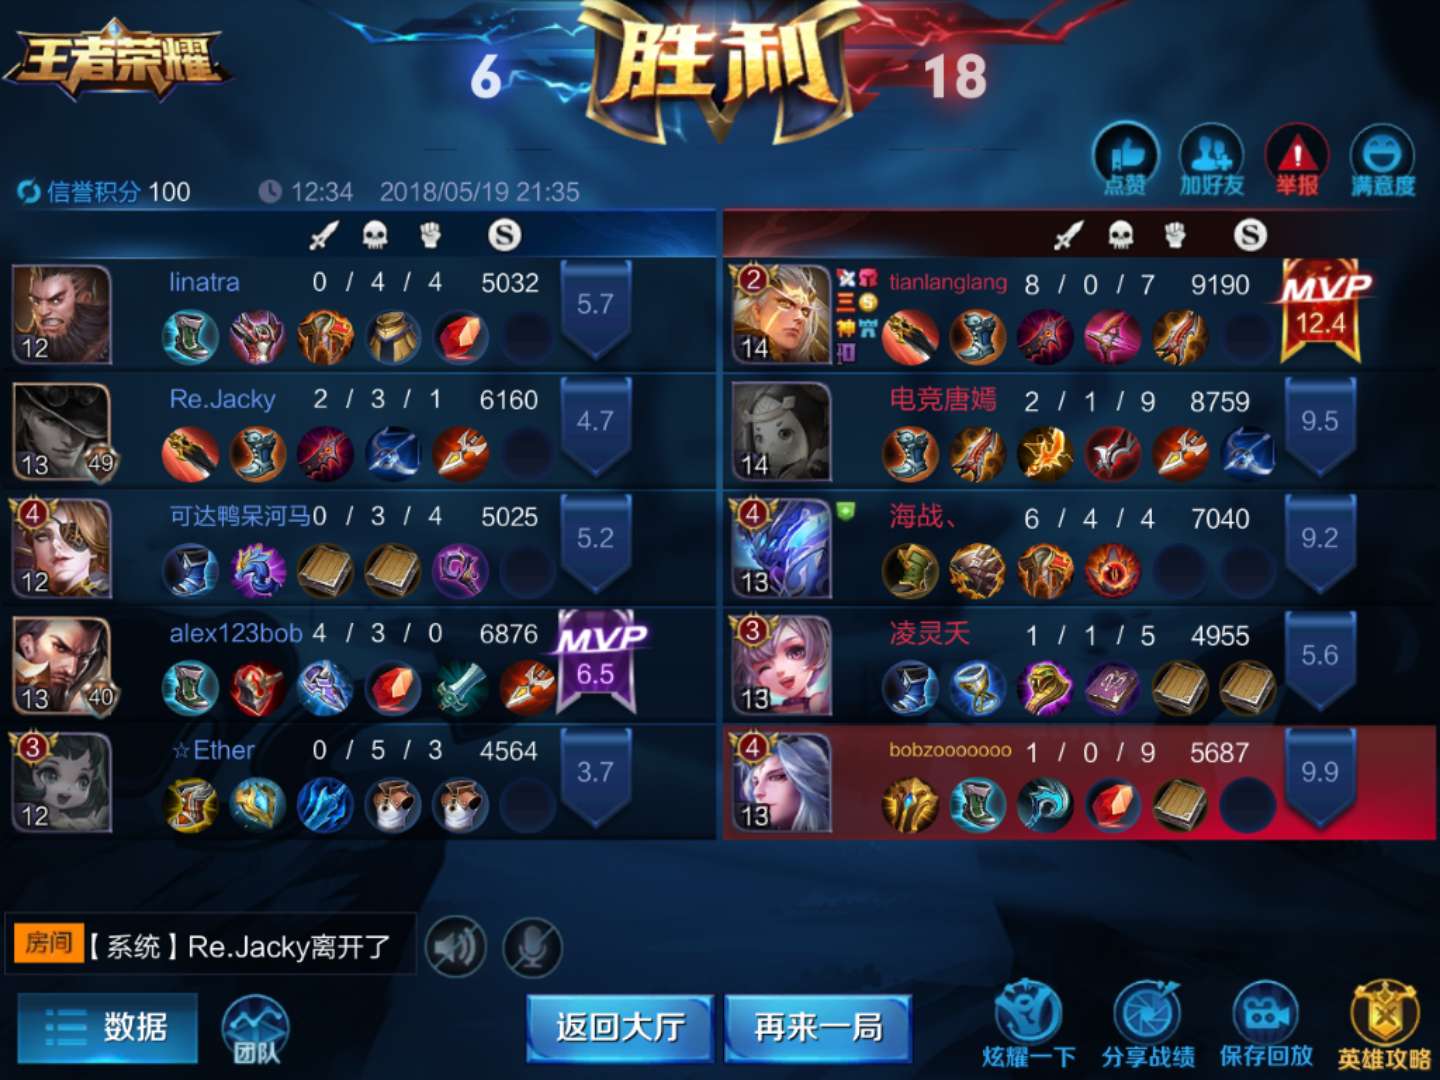 王者荣耀
6 胜利 18
点赞 加好友 举报 满意度
信誉积分 100 12:34 2018/05/19 21:35
S S
12 linatra 0 / 4 / 4 5032 5.7
2 14 三 神 tianlanglang 8 / 0 / 7 9190 MVP 12.4
13 49 Re.Jacky 2 / 3 / 1 6160 4.7
14 电竞唐嫣 2 / 1 / 9 8759 9.5
4 12 可达鸭呆河马 0 / 3 / 4 5025 5.2
4 13 海战、 6 / 4 / 4 7040 9.2
13 40 alex123bob 4 / 3 / 0 6876 MVP 6.5
3 13 凌灵天 1 / 1 / 5 4955 5.6
3 12 ☆Ether 0 / 5 / 3 4564 3.7
4 13 bobzooooooo 1 / 0 / 9 5687 9.9
房间 【系统】Re.Jacky离开了
数据 团队 返回大厅 再来一局 炫耀一下 分享战绩 保存回放 英雄攻略